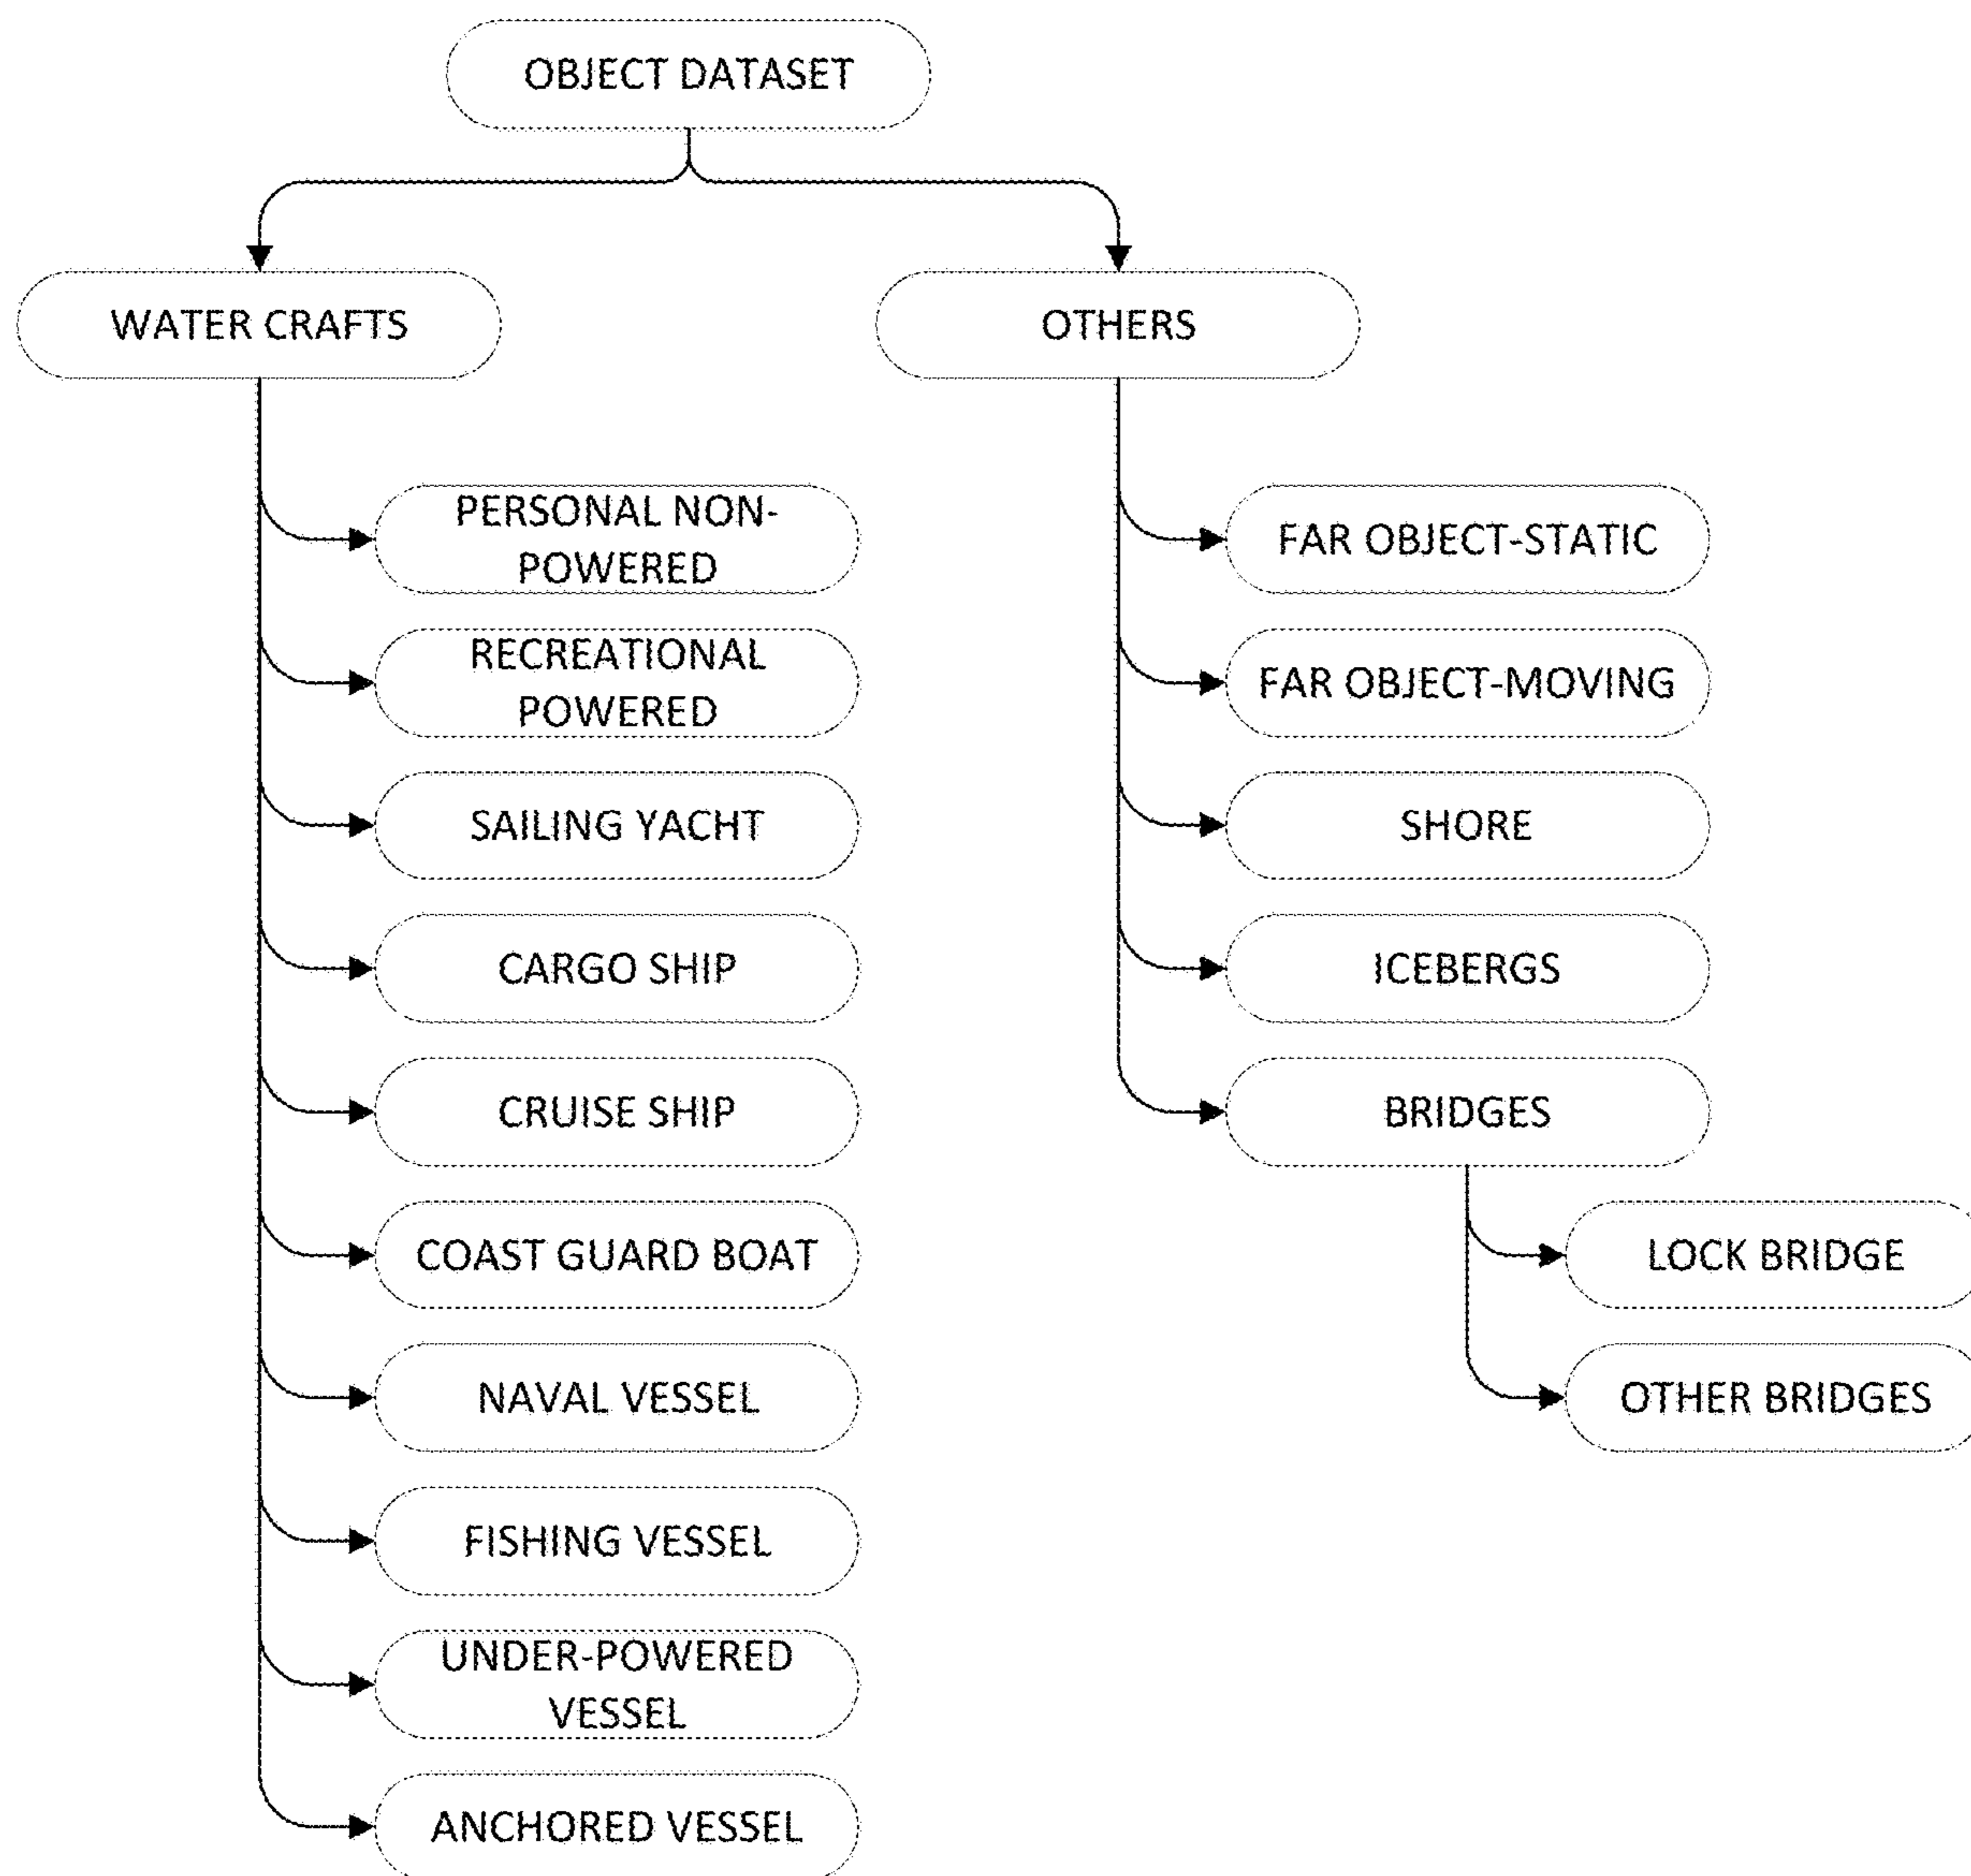 OBJECT DATASET
WATER CRAFTS
PERSONAL NON-
POWERED
RECREATIONAL
POWERED
SAILING YACHT
CARGO SHIP
CRUISE SHIP
COAST GUARD BOAT
NAVAL VESSEL
FISHING VESSEL
UNDER-POWERED
VESSEL
ANCHORED VESSEL
OTHERS
FAR OBJECT-STATIC
FAR OBJECT-MOVING
SHORE
ICEBERGS
BRIDGES
LOCK BRIDGE
OTHER BRIDGES